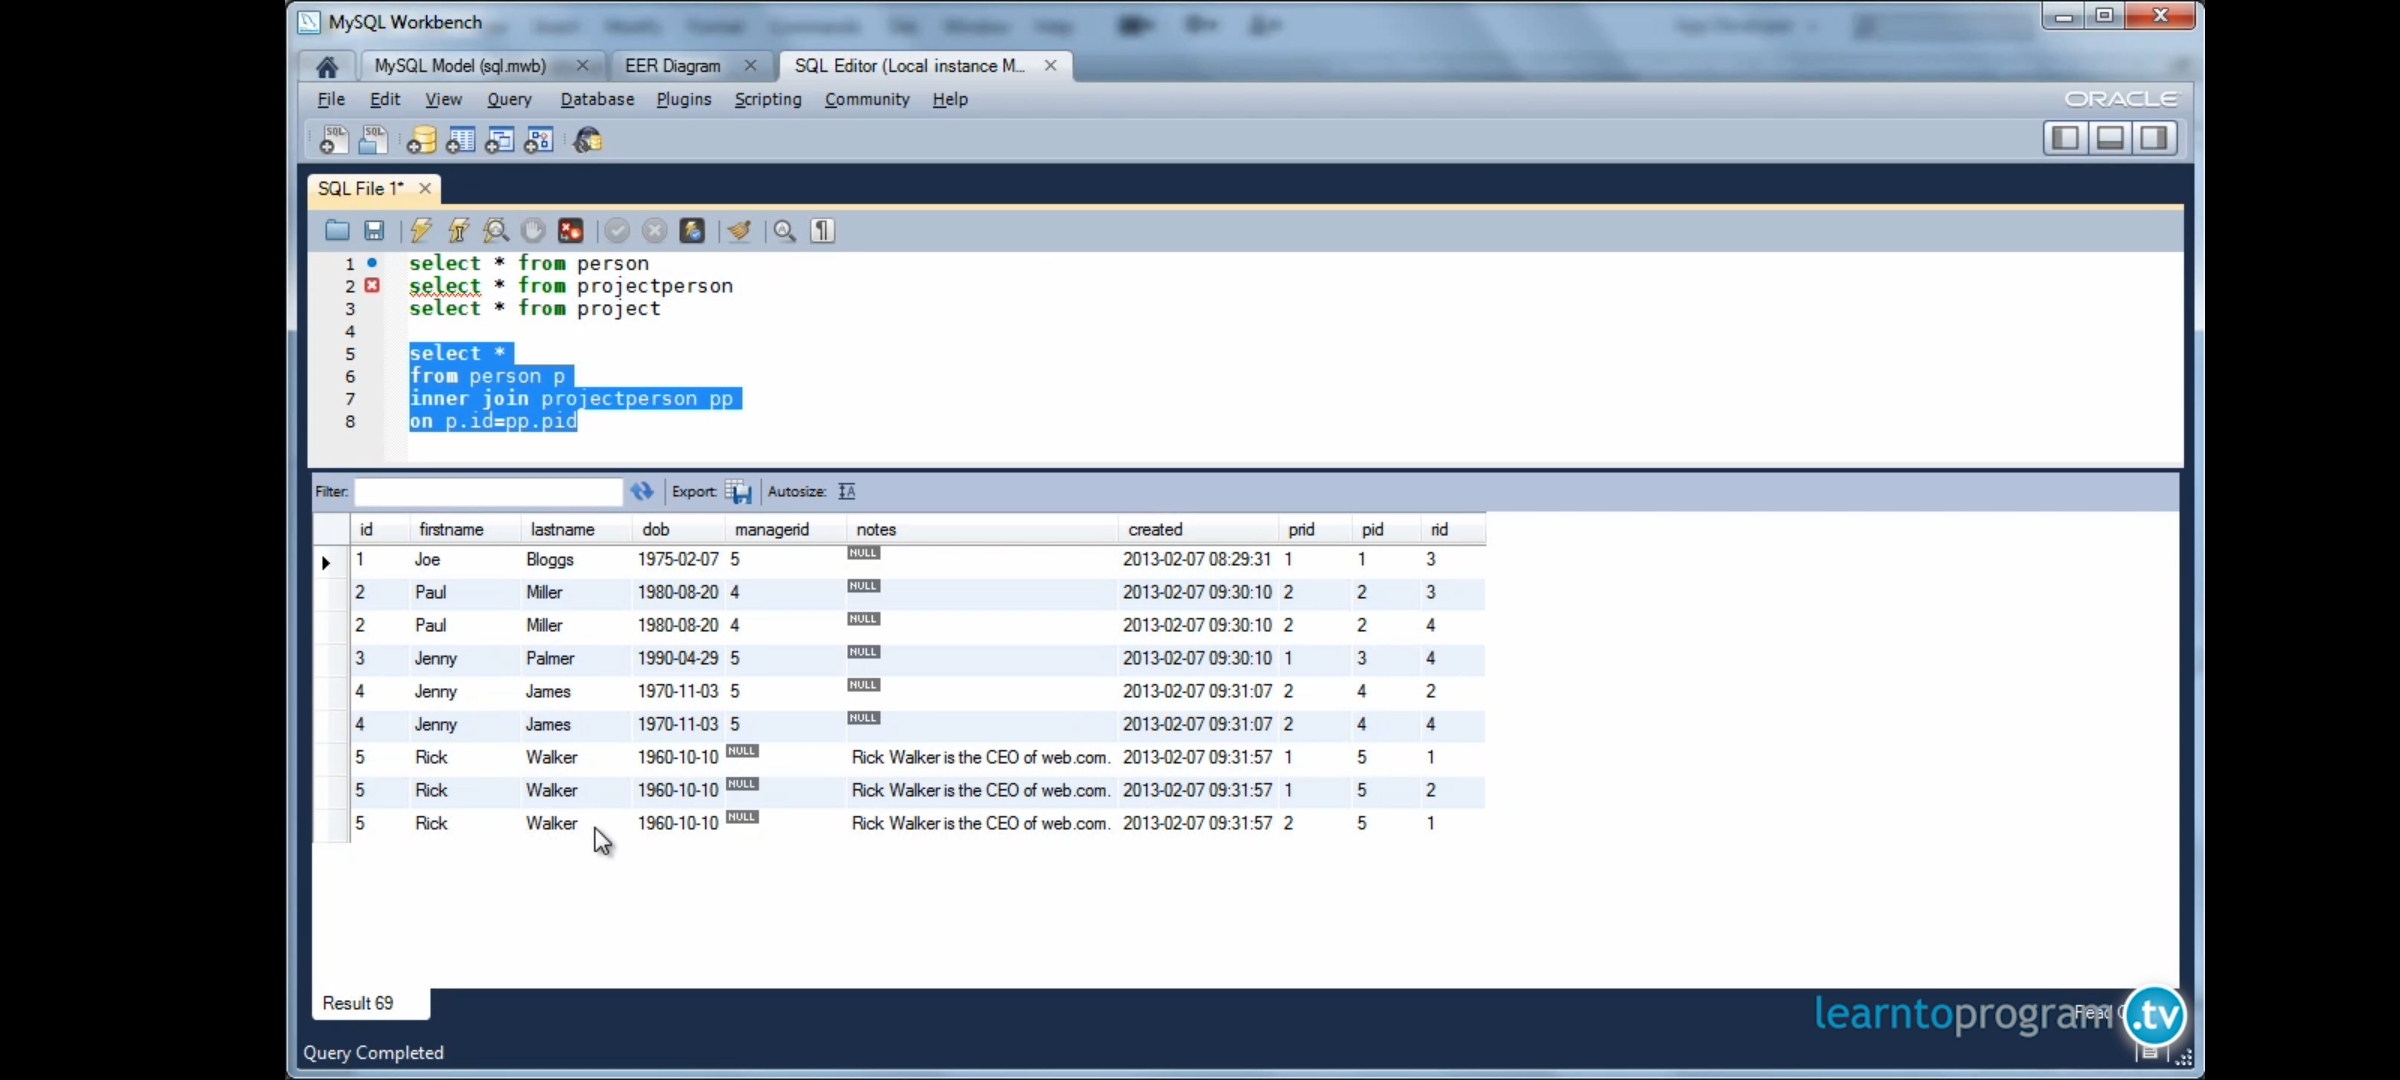 MySQL Workbench
MySQL Model (sql.mwb) EER Diagram SQL Editor (Local instance M...
File Edit View Query Database Plugins Scripting Community Help
ORACLE
SQL File 1*
1 select * from person
2 select * from projectperson
3 select * from project
4
5 select *
6 from person p
7 inner join projectperson pp
8 on p.id=pp.pid
Filter: Export: Autosize:
id firstname lastname dob managerid notes created prid pid rid
1 Joe Bloggs 1975-02-07 5 NULL 2013-02-07 08:29:31 1 1 3
2 Paul Miller 1980-08-20 4 NULL 2013-02-07 09:30:10 2 2 3
2 Paul Miller 1980-08-20 4 NULL 2013-02-07 09:30:10 2 2 4
3 Jenny Palmer 1990-04-29 5 NULL 2013-02-07 09:30:10 1 3 4
4 Jenny James 1970-11-03 5 NULL 2013-02-07 09:31:07 2 4 2
4 Jenny James 1970-11-03 5 NULL 2013-02-07 09:31:07 2 4 4
5 Rick Walker 1960-10-10 NULL Rick Walker is the CEO of web.com. 2013-02-07 09:31:57 1 5 1
5 Rick Walker 1960-10-10 NULL Rick Walker is the CEO of web.com. 2013-02-07 09:31:57 1 5 2
5 Rick Walker 1960-10-10 NULL Rick Walker is the CEO of web.com. 2013-02-07 09:31:57 2 5 1
Result 69
learntoprogram.tv
Query Completed